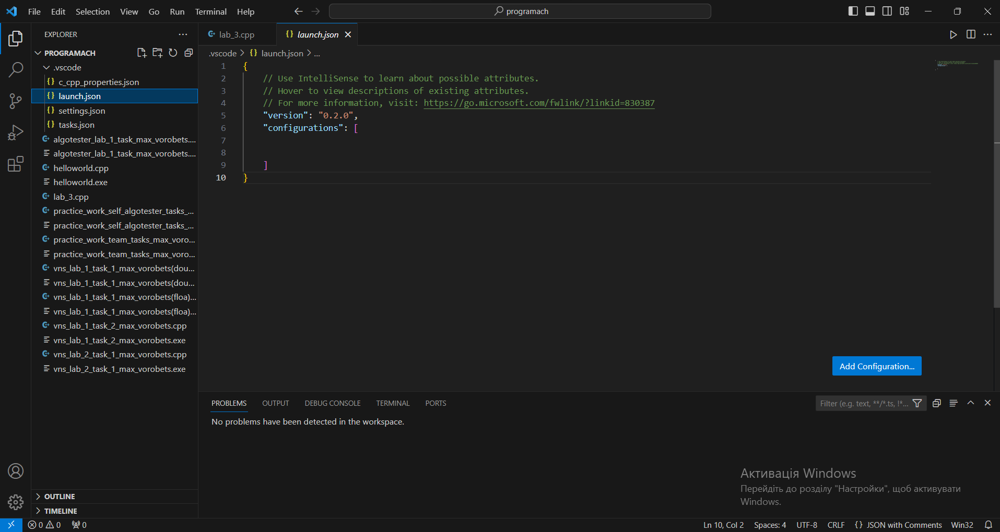 File Edit Selection View Go Run Terminal Help
programach
EXPLORER
PROGRAMACH
.vscode
c_cpp_properties.json
launch.json
settings.json
tasks.json
algotester_lab_1_task_max_vorobets....
algotester_lab_1_task_max_vorobets....
helloworld.cpp
helloworld.exe
lab_3.cpp
practice_work_self_algotester_tasks_...
practice_work_self_algotester_tasks_...
practice_work_team_tasks_max_voro...
practice_work_team_tasks_max_voro...
vns_lab_1_task_1_max_vorobets(dou...
vns_lab_1_task_1_max_vorobets(dou...
vns_lab_1_task_1_max_vorobets(floa)...
vns_lab_1_task_1_max_vorobets(floa)...
vns_lab_1_task_2_max_vorobets.cpp
vns_lab_1_task_2_max_vorobets.exe
vns_lab_2_task_1_max_vorobets.cpp
vns_lab_2_task_1_max_vorobets.exe
OUTLINE
TIMELINE
lab_3.cpp
{} launch.json
.vscode > {} launch.json > ...
1 {
2 // Use IntelliSense to learn about possible attributes.
3 // Hover to view descriptions of existing attributes.
4 // For more information, visit: https://go.microsoft.com/fwlink/?linkid=830387
5 "version": "0.2.0",
6 "configurations": [
7
8
9 ]
10 }
Add Configuration...
PROBLEMS OUTPUT DEBUG CONSOLE TERMINAL PORTS
Filter (e.g. text, **/*.ts, !*...
No problems have been detected in the workspace.
Активація Windows
Перейдіть до розділу "Настройки", щоб активувати
Windows.
0 0 0
Ln 10, Col 2 Spaces: 4 UTF-8 CRLF {} JSON with Comments Win32